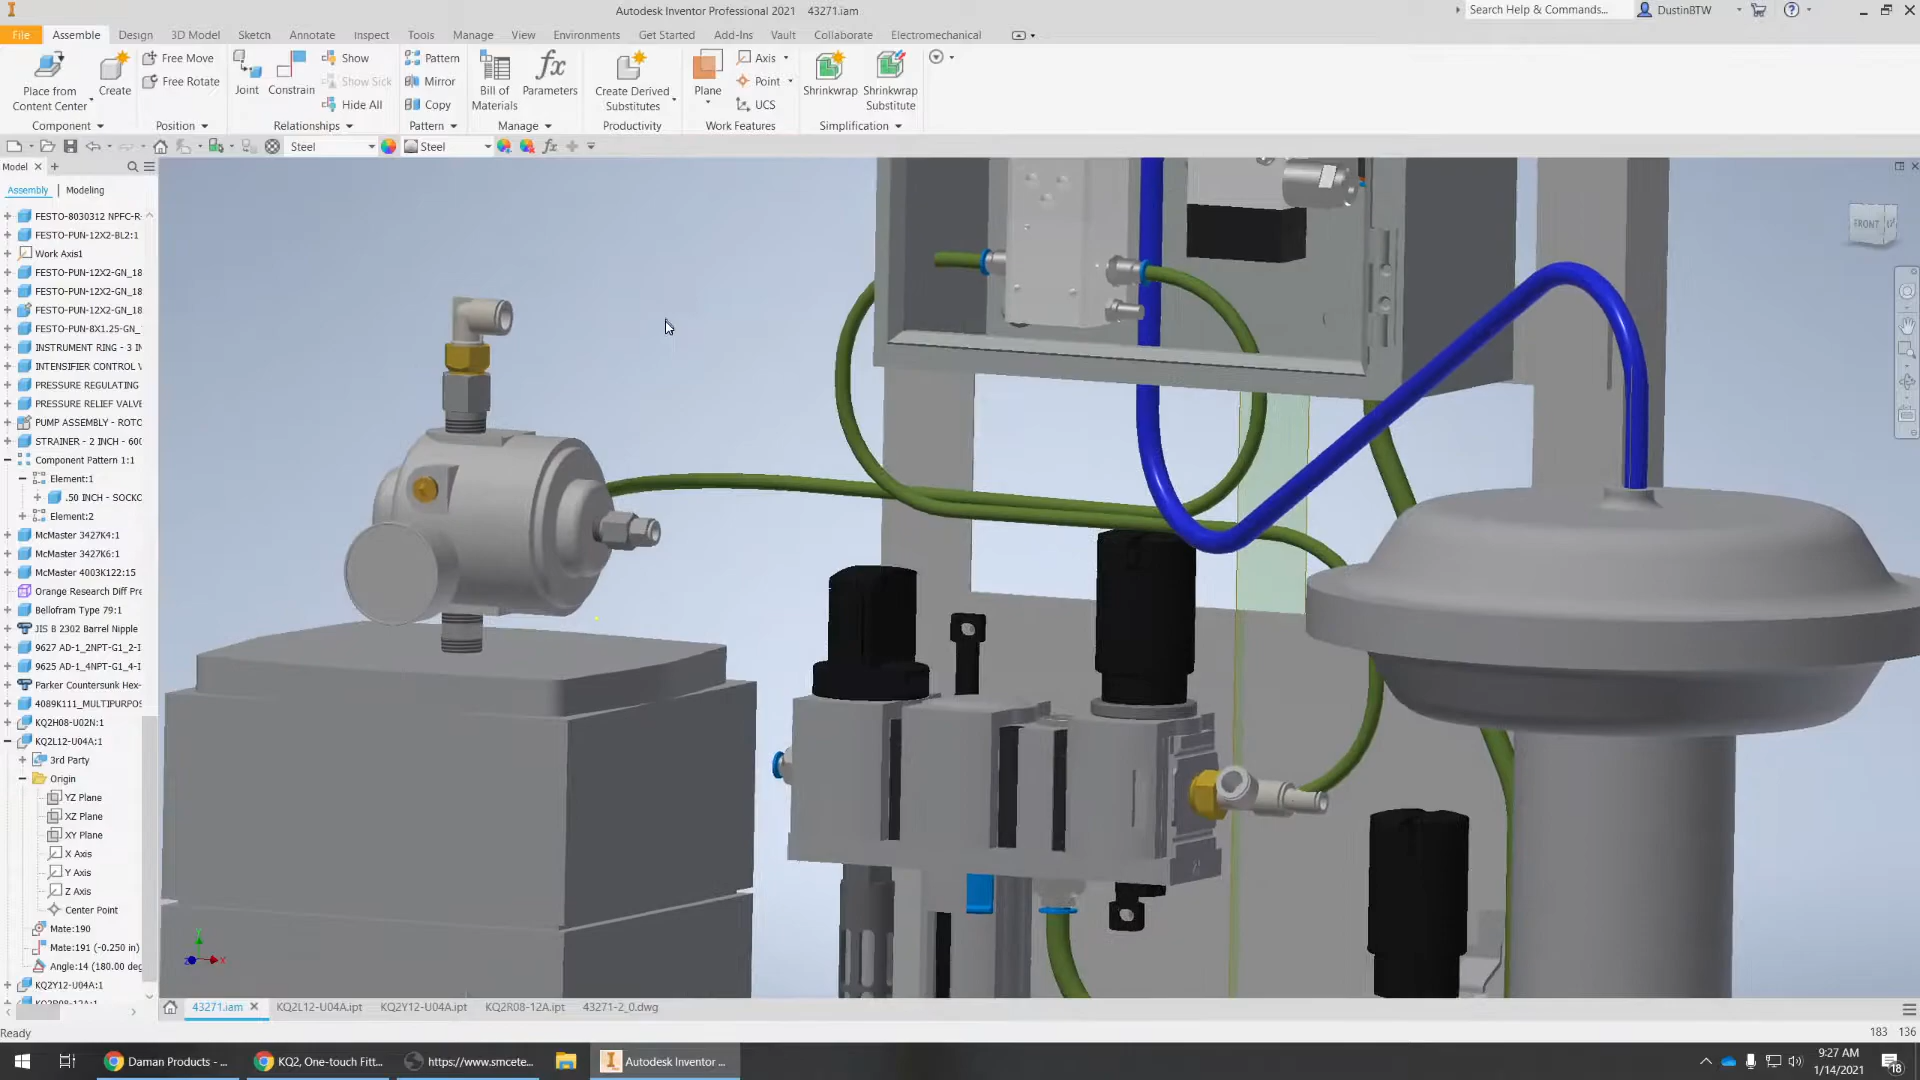 Autodesk Inventor Professional 2021 43271.iam
Search Help & Commands...
DustinBTW
File Assemble Design 3D Model Sketch Annotate Inspect Tools Manage View Environments Get Started Add-Ins Vault Collaborate Electromechanical
Place from Content Center
Create
Free Move
Free Rotate
Joint
Constrain
Show
Show Sick
Hide All
Pattern
Mirror
Copy
Bill of Materials
Parameters
Create Derived Substitutes
Plane
Axis
Point
UCS
Shrinkwrap
Shrinkwrap Substitute
Component Position Relationships Pattern Manage Productivity Work Features Simplification
Steel Steel
Model
Assembly Modeling
FESTO-8030312 NPFC-R-
FESTO-PUN-12X2-BL2:1
Work Axis1
FESTO-PUN-12X2-GN_18
FESTO-PUN-12X2-GN_18
FESTO-PUN-12X2-GN_18
FESTO-PUN-8X1.25-GN_
INSTRUMENT RING - 3 IN
INTENSIFIER CONTROL V
PRESSURE REGULATING
PRESSURE RELIEF VALVE
PUMP ASSEMBLY - ROTO
STRAINER - 2 INCH - 600
Component Pattern 1:1
Element:1
.50 INCH - SOCKC
Element:2
McMaster 3427K4:1
McMaster 3427K6:1
McMaster 4003K122:15
Orange Research Diff Pre
Bellofram Type 79:1
JIS B 2302 Barrel Nipple
9627 AD-1_2NPT-G1_2-I
9625 AD-1_4NPT-G1_4-I
Parker Countersunk Hex-
4089K111_MULTIPURPOS
KQ2H08-U02N:1
KQ2L12-U04A:1
3rd Party
Origin
YZ Plane
XZ Plane
XY Plane
X Axis
Y Axis
Z Axis
Center Point
Mate:190
Mate:191 (-0.250 in)
Angle:14 (180.00 deg
KQ2Y12-U04A:1
KQ2R08-12A:1
FRONT
43271.iam KQ2L12-U04A.ipt KQ2Y12-U04A.ipt KQ2R08-12A.ipt 43271-2_0.dwg
Ready
183 136
Daman Products - ... KQ2, One-touch Fitt... https://www.smcete... Autodesk Inventor ...
9:27 AM
1/14/2021
18